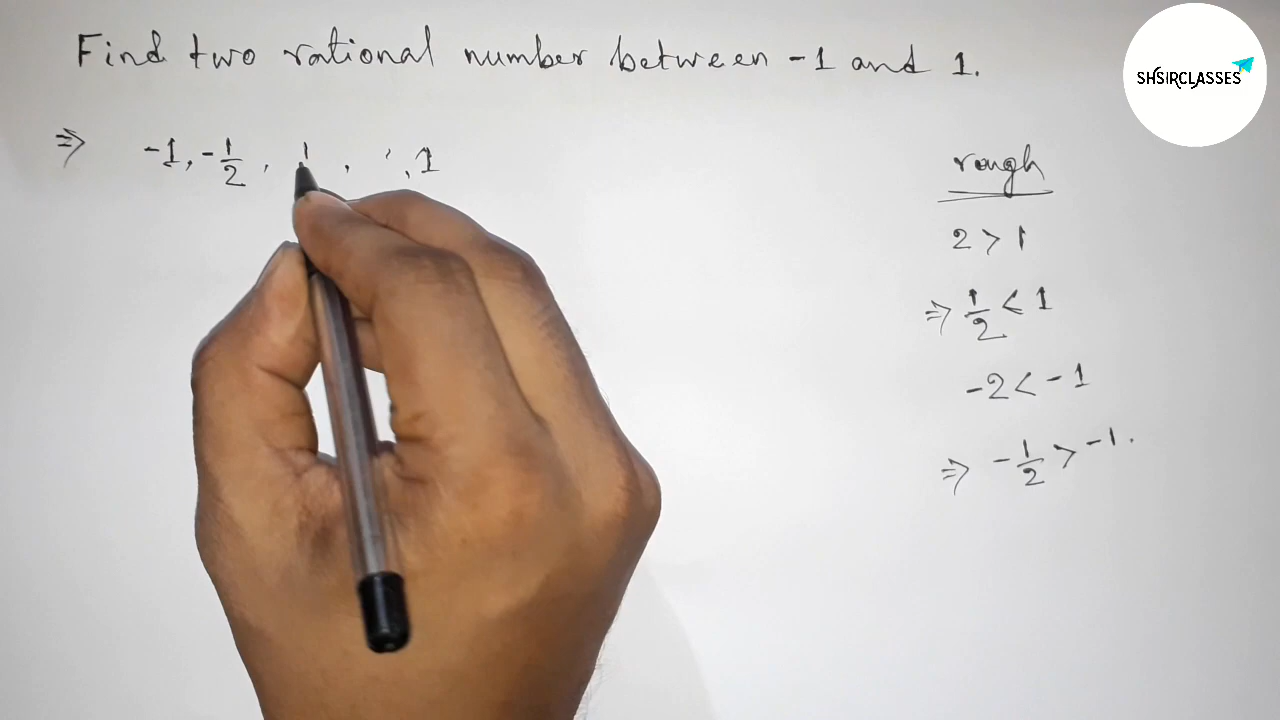 Find two rational number between -1 and 1.
SHSIRCLASSES
⇒ -1, -1/2, 1, , 1
rough
2 > 1
⇒ 1/2 < 1
-2 < -1
⇒ -1/2 > -1.